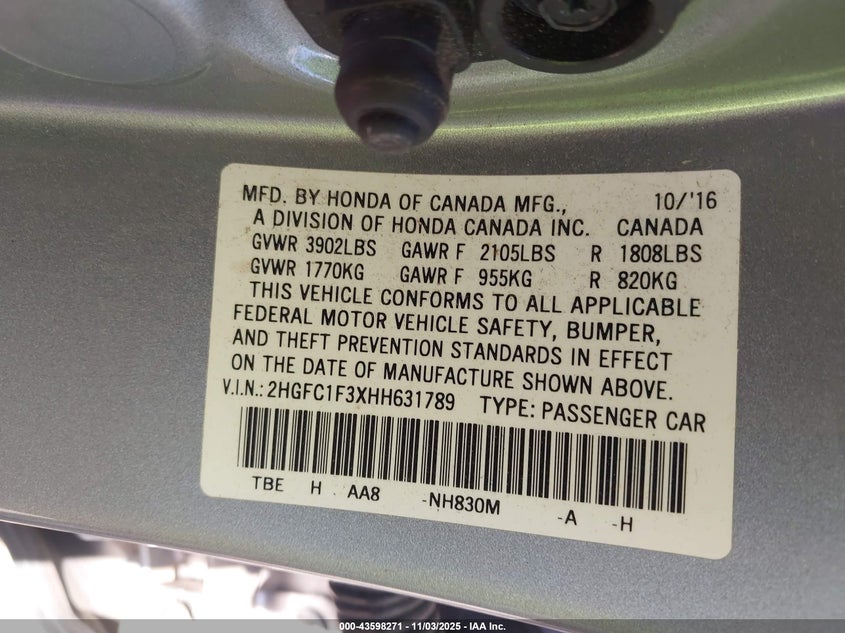 MFD. BY HONDA OF CANADA MFG., 10/'16
A DIVISION OF HONDA CANADA INC. CANADA
GVWR 3902LBS GAWR F 2105LBS R 1808LBS
GVWR 1770KG GAWR F 955KG R 820KG
THIS VEHICLE CONFORMS TO ALL APPLICABLE
FEDERAL MOTOR VEHICLE SAFETY, BUMPER,
AND THEFT PREVENTION STANDARDS IN EFFECT
ON THE DATE OF MANUFACTURE SHOWN ABOVE.
V.I.N.: 2HGFC1F3XHH631789 TYPE: PASSENGER CAR
TBE H AA8 -NH830M -A -H
000-43598271 - 11/03/2025 - IAA Inc.